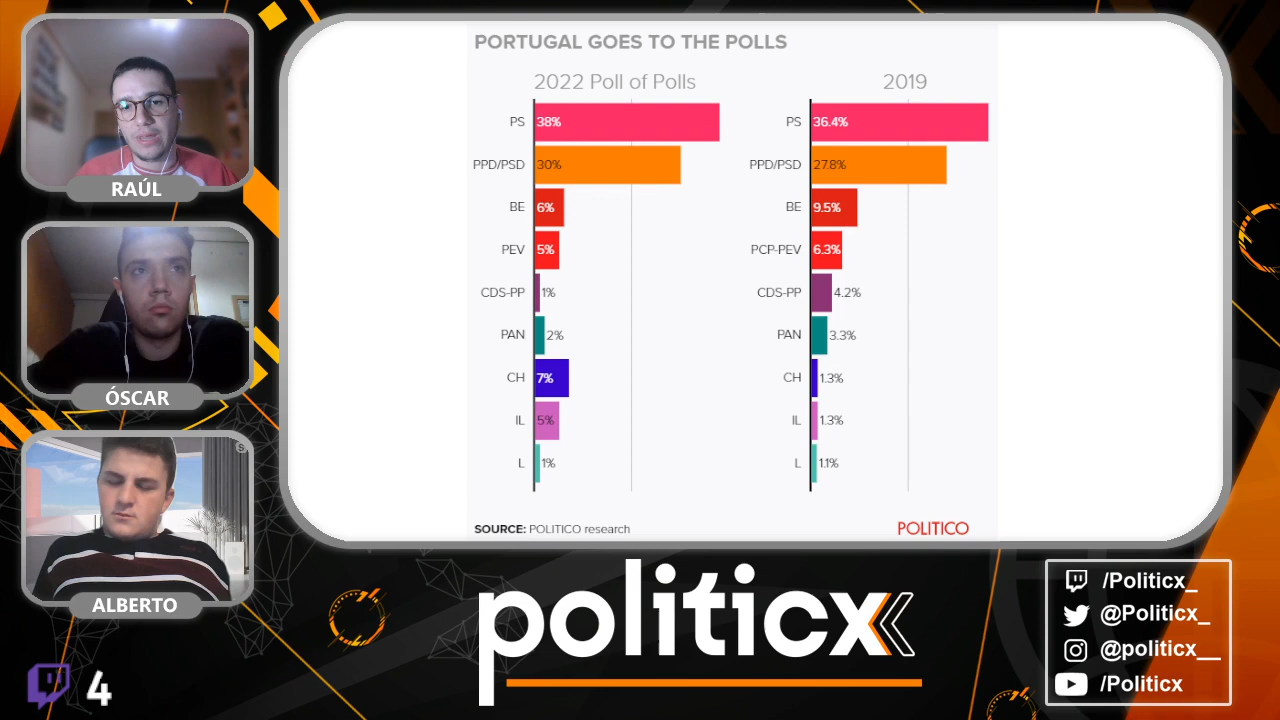 RAÚL
ÓSCAR
ALBERTO
4
PORTUGAL GOES TO THE POLLS
2022 Poll of Polls
PS 38%
PPD/PSD 30%
BE 6%
PEV 5%
CDS-PP 1%
PAN 2%
CH 7%
IL 5%
L 1%
2019
PS 36.4%
PPD/PSD 27.8%
BE 9.5%
PCP-PEV 6.3%
CDS-PP 4.2%
PAN 3.3%
CH 1.3%
IL 1.3%
L 1.1%
SOURCE: POLITICO research
POLITICO
politicx
/Politicx_
@Politicx_
@politicx__
/Politicx